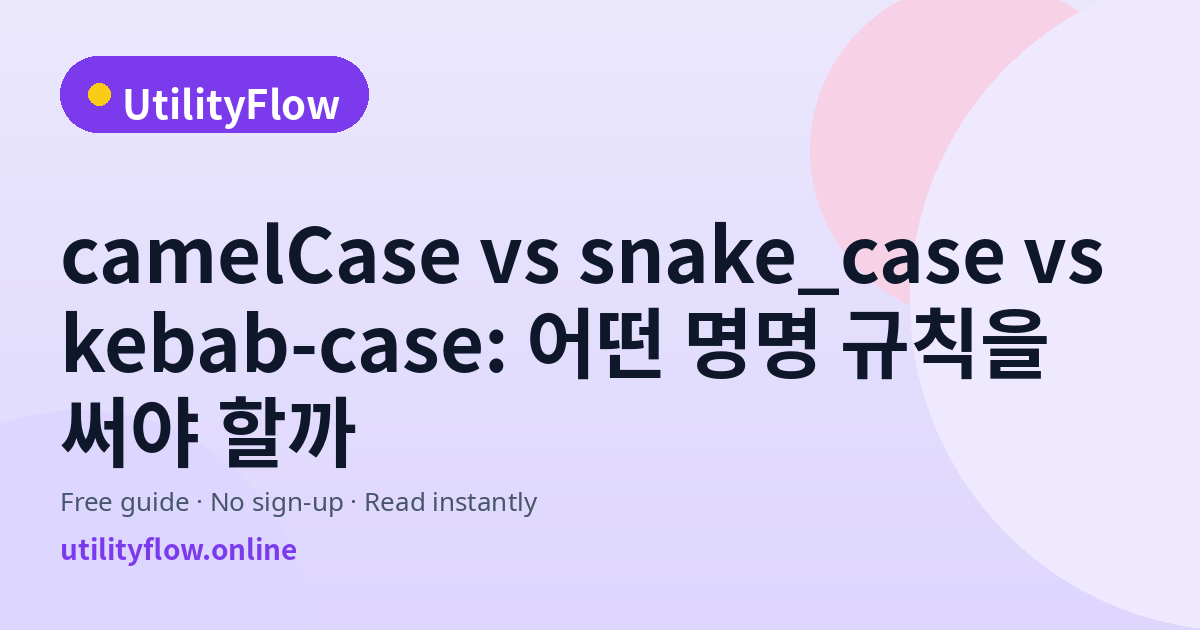 UtilityFlow
camelCase vs snake_case vs
kebab-case: 어떤 명명 규칙을
써야 할까
Free guide · No sign-up · Read instantly
utilityflow.online